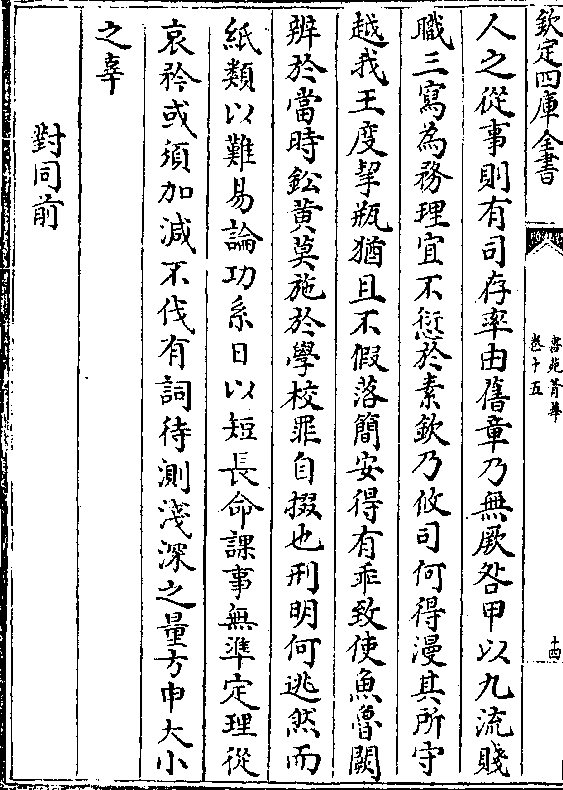 欽定四庫全書
書苑菁華
卷十五
十四
人之從事則有司存率由舊章乃無厥咎甲以九流賤
職三寫為務理宜不愆於素欽乃攸司何得漫其所守
越我王度挈瓶猶且不假落簡安得有乖致使魚魯闕
辨於當時鈆黄莫施於學校罪自掇也刑明何逃然而
紙類以難易論功系日以短長命課事無準定理從
哀矜或須加減不伐有詞待測淺深之量方申大小
之辜
對同前